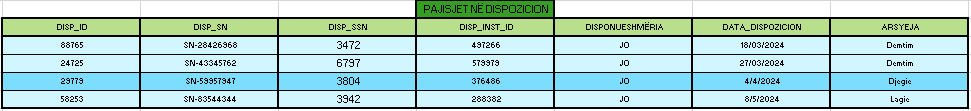 PAJISJET NË DISPOZICION
DISP_ID DISP_SN DISP_SSN DISP_INST_ID DISPONUESHMËRIA DATA_DISPOZICION ARSYEJA
88765 SN-28426968 3472 497266 JO 18/03/2024 Demtim
24725 SN-43345762 6797 579979 JO 27/03/2024 Demtim
29779 SN-59957947 3804 376486 JO 4/4/2024 Djegie
58253 SN-83544344 3942 288382 JO 8/5/2024 Lagie